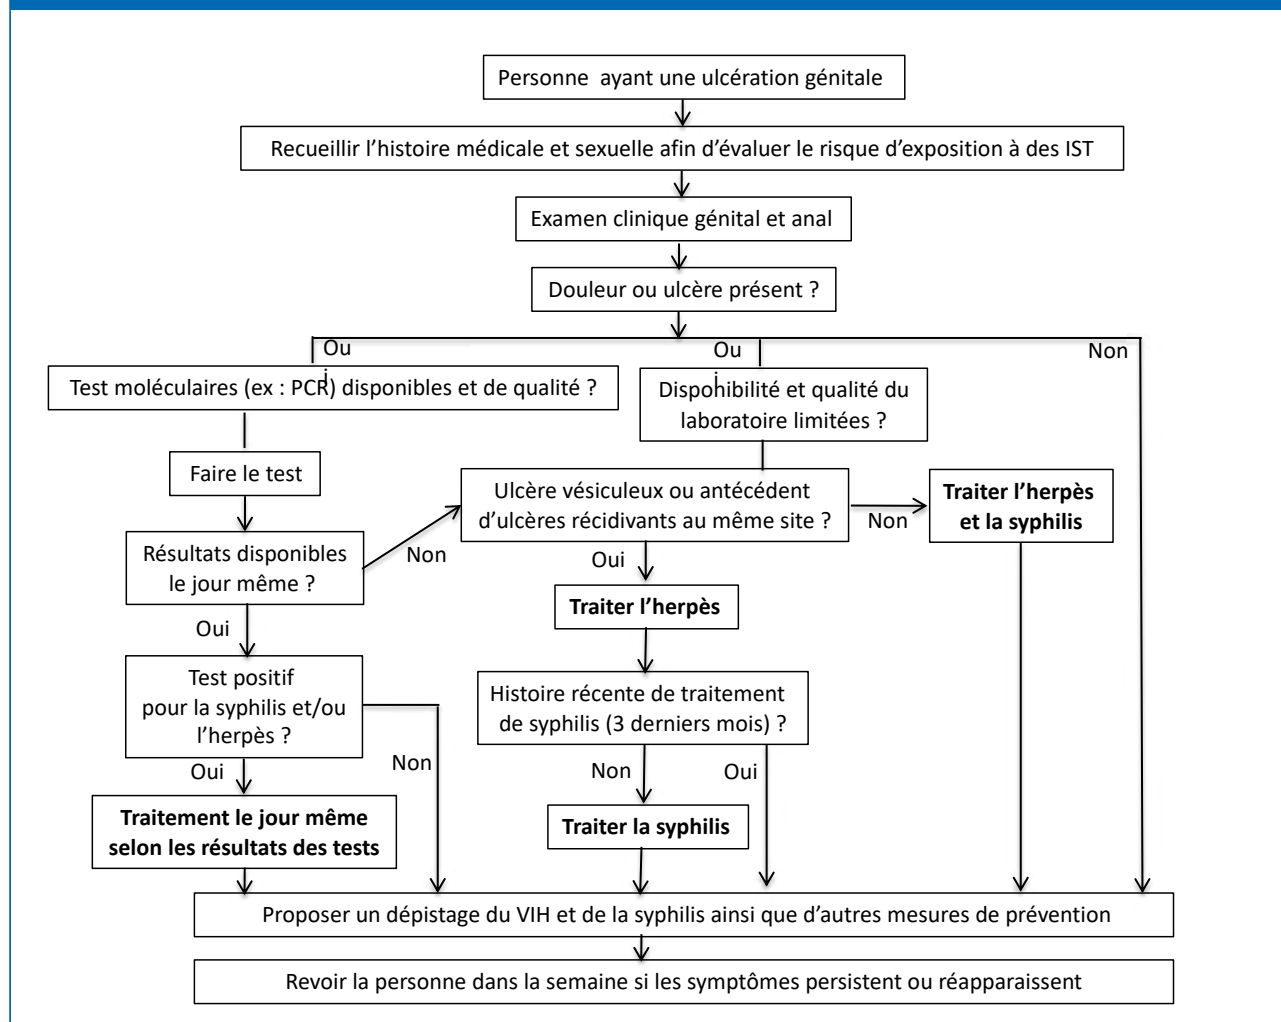 Personne ayant une ulcération génitale
Recueillir l’histoire médicale et sexuelle afin d’évaluer le risque d’exposition à des IST
Examen clinique génital et anal
Douleur ou ulcère présent ?
Oui
Oui
Non
Test moléculaires (ex : PCR) disponibles et de qualité ?
Disponibilité et qualité du
laboratoire limitées ?
Faire le test
Ulcère vésiculeux ou antécédent
d’ulcères récidivants au même site ?
Non
Traiter l’herpès
et la syphilis
Résultats disponibles
le jour même ?
Non
Oui
Traiter l’herpès
Oui
Test positif
pour la syphilis et/ou
l’herpès ?
Histoire récente de traitement
de syphilis (3 derniers mois) ?
Oui
Non
Non
Oui
Traitement le jour même
selon les résultats des tests
Traiter la syphilis
Proposer un dépistage du VIH et de la syphilis ainsi que d’autres mesures de prévention
Revoir la personne dans la semaine si les symptômes persistent ou réapparaissent